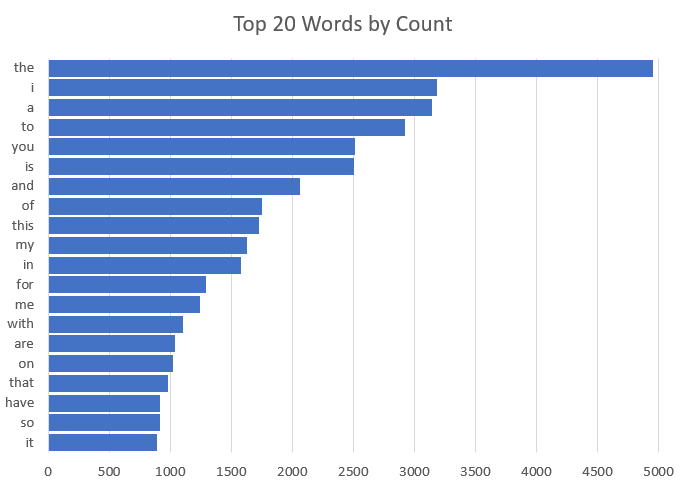 Top 20 Words by Count
the
i
a
to
you
is
and
of
this
my
in
for
me
with
are
on
that
have
so
it
0 500 1000 1500 2000 2500 3000 3500 4000 4500 5000